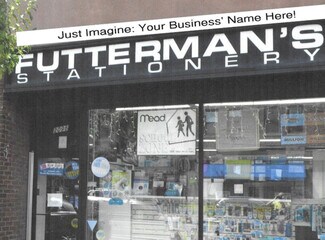 Just Imagine: Your Business' Name Here!
FUTTERMAN'S
STATIONERY
Mead